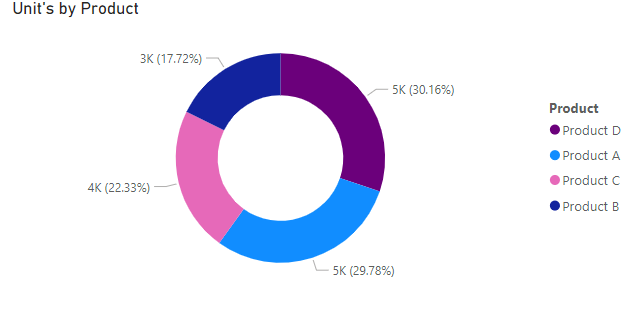 Unit's by Product
3K (17.72%)
5K (30.16%)
4K (22.33%)
5K (29.78%)
Product
Product D
Product A
Product C
Product B